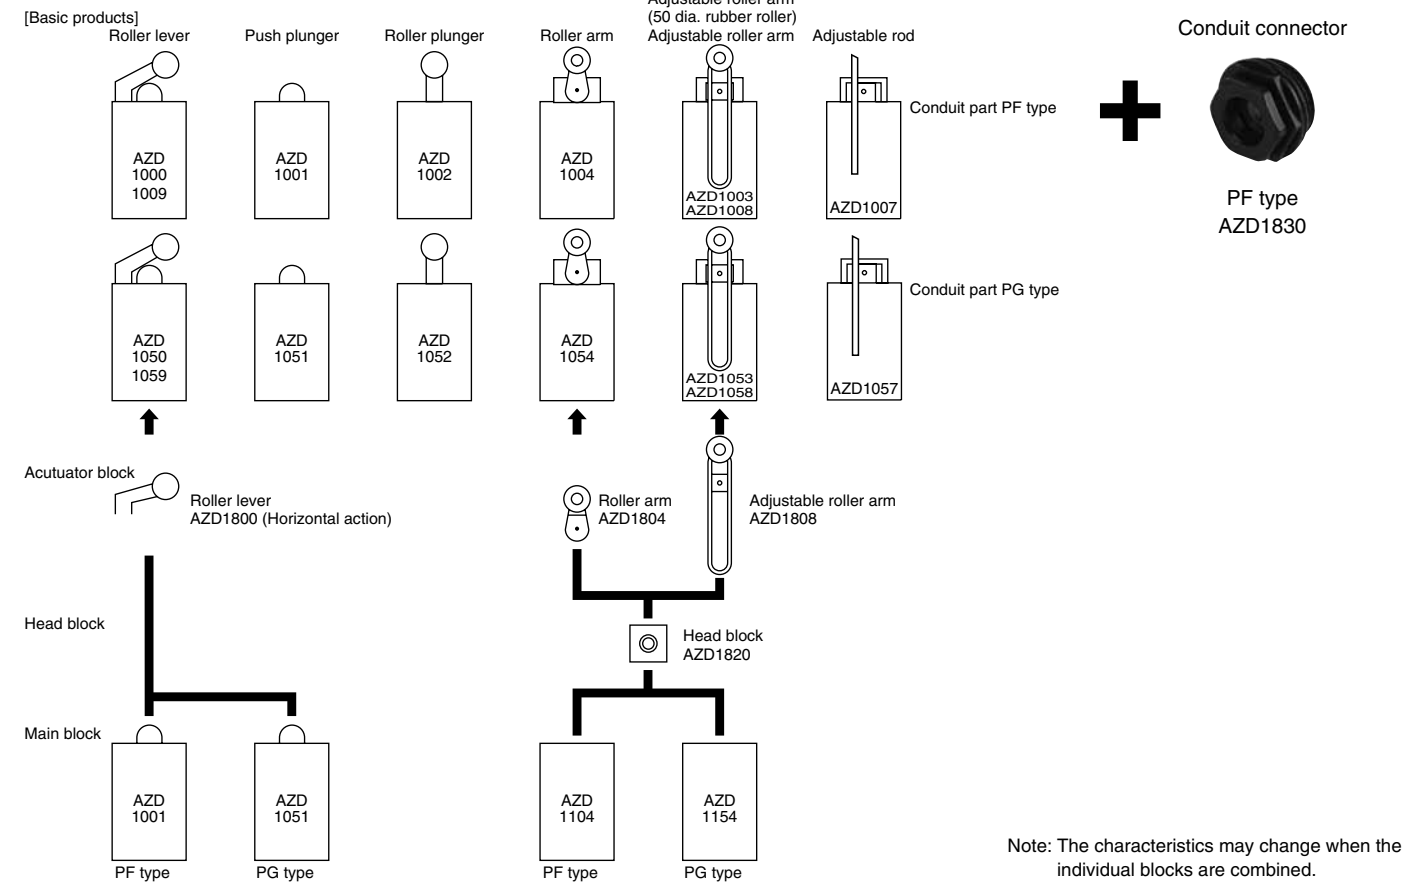 Adjustable roller arm
[Basic products]
(50 dia. rubber roller)
Roller lever
Push plunger
Roller plunger
Roller arm
Adjustable roller arm
Adjustable rod
Conduit connector
AZD
1000
1009
AZD
1001
AZD
1002
AZD
1004
AZD1003
AZD1008
AZD1007
Conduit part PF type
PF type
AZD1830
AZD
1050
1059
AZD
1051
AZD
1052
AZD
1054
AZD1053
AZD1058
AZD1057
Conduit part PG type
Acutuator block
Roller lever
AZD1800 (Horizontal action)
Roller arm
AZD1804
Adjustable roller arm
AZD1808
Head block
Head block
AZD1820
Main block
AZD
1001
AZD
1051
AZD
1104
AZD
1154
PF type
PG type
PF type
PG type
Note: The characteristics may change when the
individual blocks are combined.